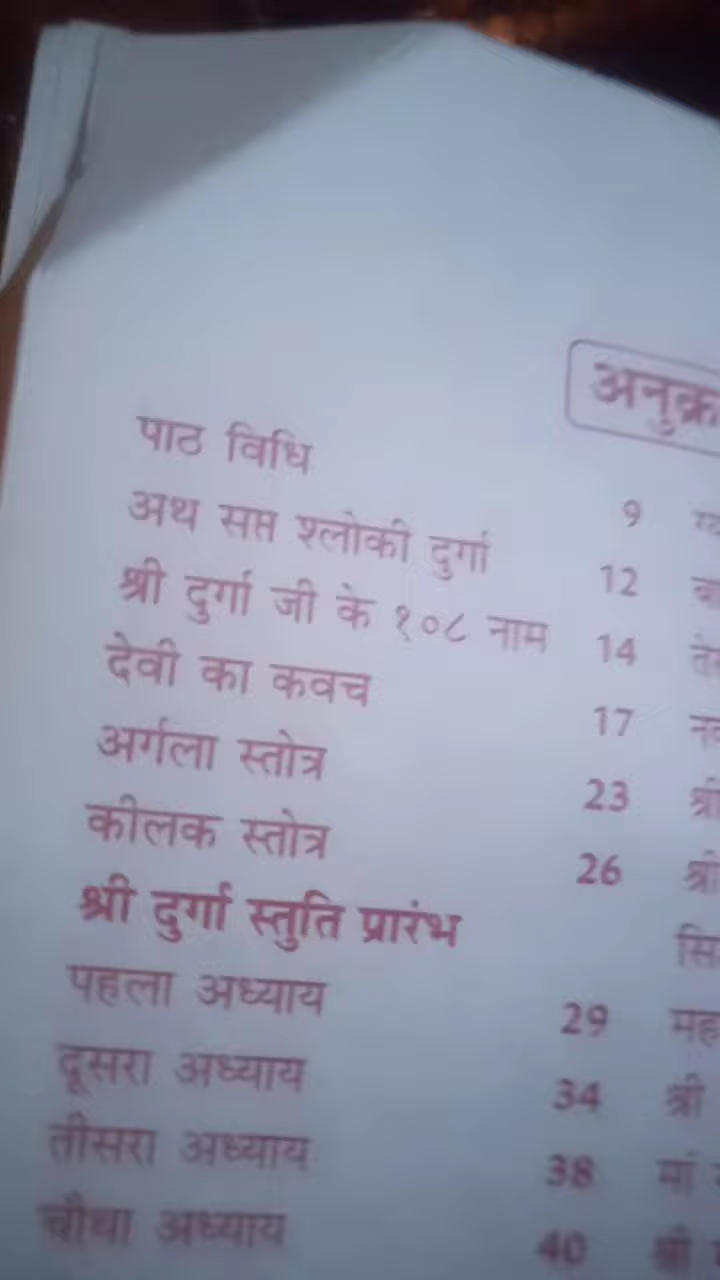 अनुक्र
पाठ विधि 9
अथ सप्त श्लोकी दुर्गा 12
श्री दुर्गा जी के १०८ नाम 14
देवी का कवच 17
अर्गला स्तोत्र 23 श्री
कीलक स्तोत्र 26 श्री
श्री दुर्गा स्तुति प्रारंभ सि
पहला अध्याय 29 मह
दूसरा अध्याय 34 श्री
तीसरा अध्याय 38 मां
चौथा अध्याय 40 श्री